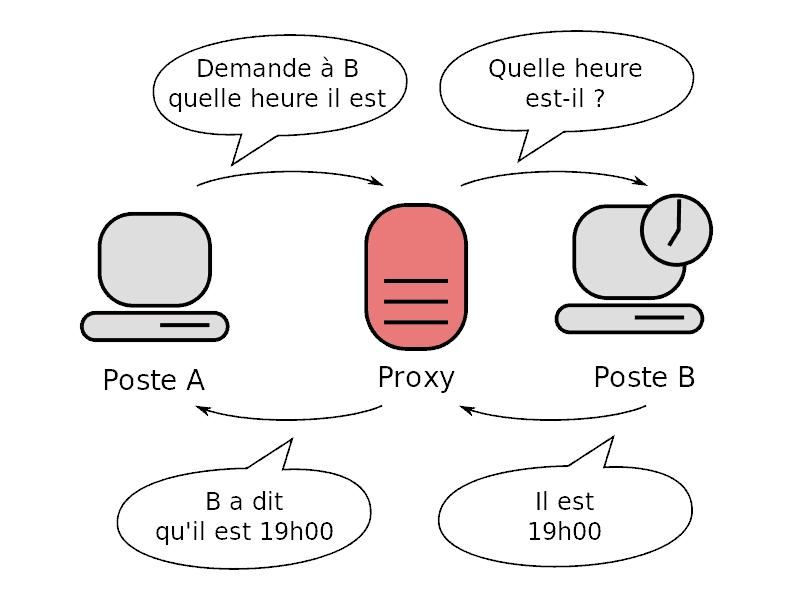 Demande à B
quelle heure il est
Quelle heure
est-il ?
Poste A
Proxy
Poste B
B a dit
qu'il est 19h00
Il est
19h00